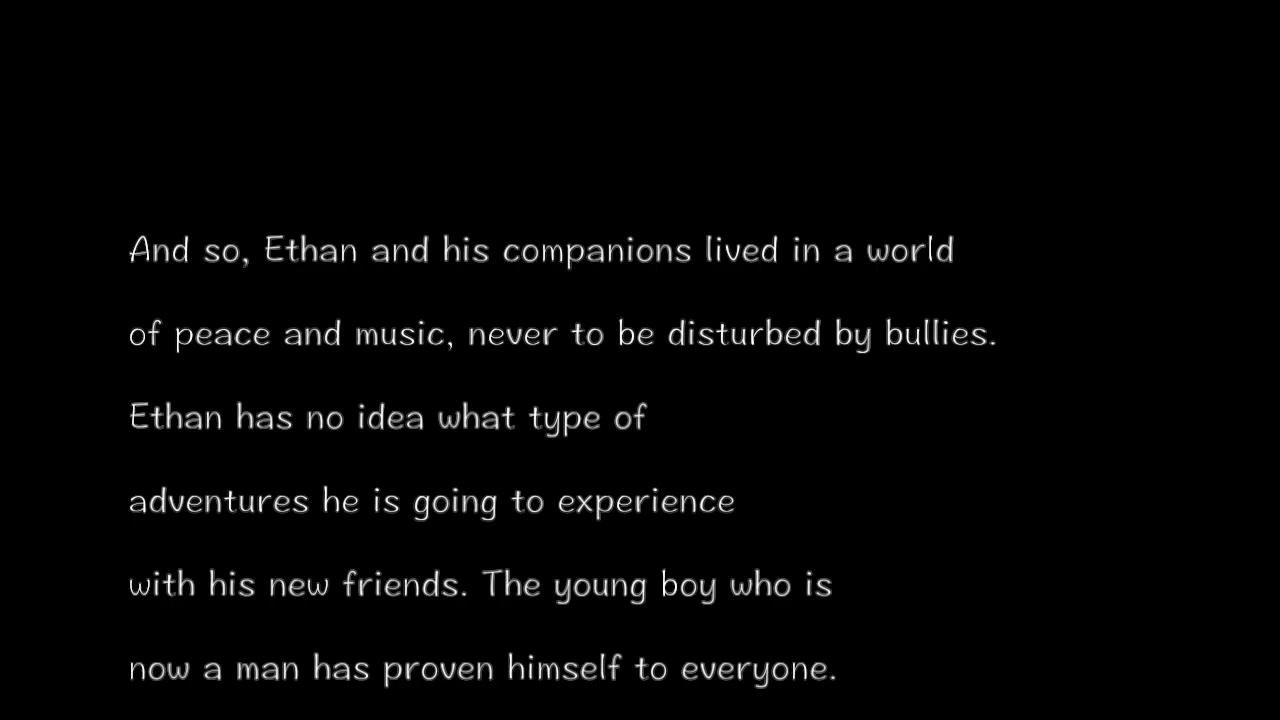 And so, Ethan and his companions lived in a world
of peace and music, never to be disturbed by bullies.
Ethan has no idea what type of
adventures he is going to experience
with his new friends. The young boy who is
now a man has proven himself to everyone.